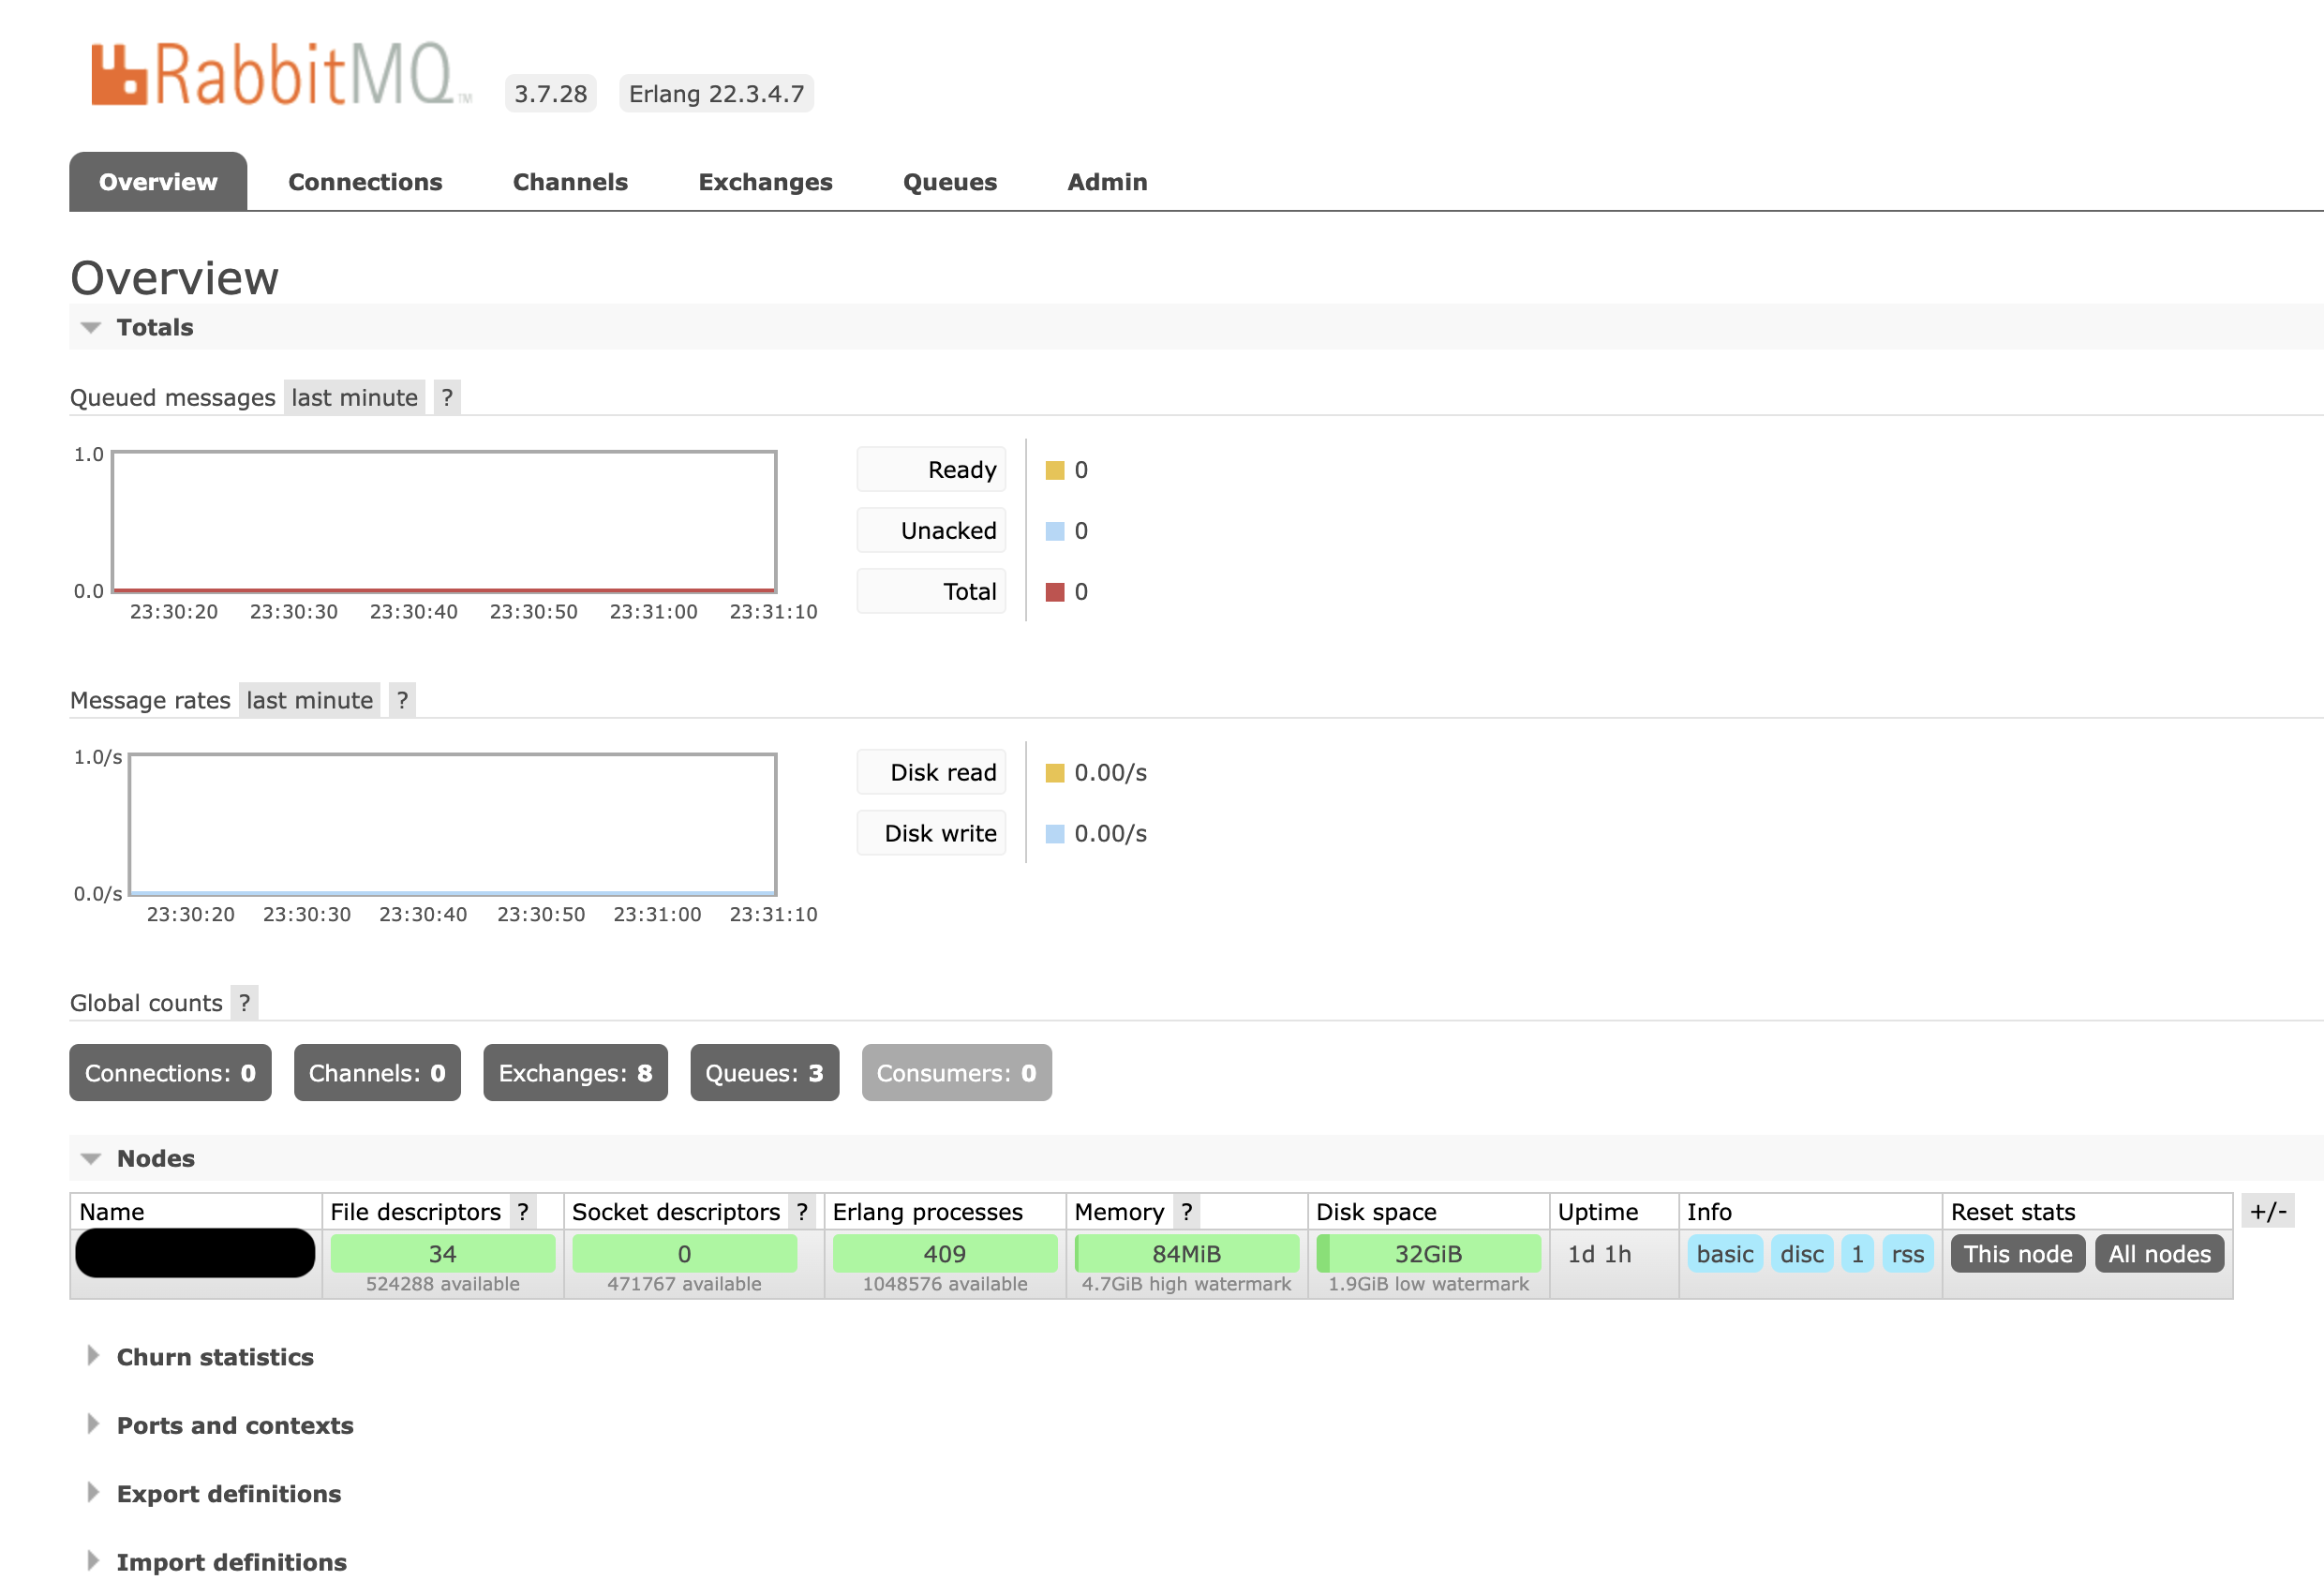 RabbitMQ TM 3.7.28 Erlang 22.3.4.7
Overview Connections Channels Exchanges Queues Admin
Overview
Totals
Queued messages last minute ?
1.0
0.0
23:30:20 23:30:30 23:30:40 23:30:50 23:31:00 23:31:10
Ready 0
Unacked 0
Total 0
Message rates last minute ?
1.0/s
0.0/s
23:30:20 23:30:30 23:30:40 23:30:50 23:31:00 23:31:10
Disk read 0.00/s
Disk write 0.00/s
Global counts ?
Connections: 0 Channels: 0 Exchanges: 8 Queues: 3 Consumers: 0
Nodes
Name File descriptors ? Socket descriptors ? Erlang processes Memory ? Disk space Uptime Info Reset stats +/-
34 0 409 84MiB 32GiB 1d 1h basic disc 1 rss This node All nodes
524288 available 471767 available 1048576 available 4.7GiB high watermark 1.9GiB low watermark
Churn statistics
Ports and contexts
Export definitions
Import definitions